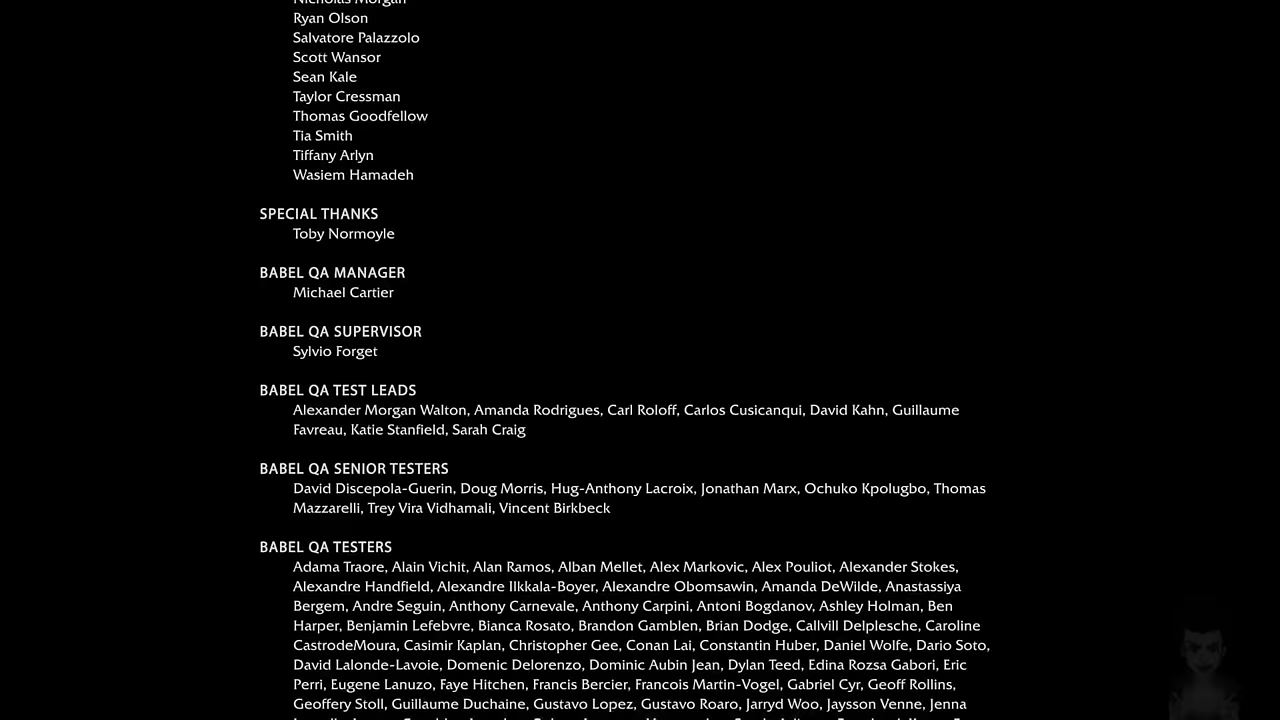 Nicholas Morgan
Ryan Olson
Salvatore Palazzolo
Scott Wansor
Sean Kale
Taylor Cressman
Thomas Goodfellow
Tia Smith
Tiffany Arlyn
Wasiem Hamadeh
SPECIAL THANKS
Toby Normoyle
BABEL QA MANAGER
Michael Cartier
BABEL QA SUPERVISOR
Sylvio Forget
BABEL QA TEST LEADS
Alexander Morgan Walton, Amanda Rodrigues, Carl Roloff, Carlos Cusicanqui, David Kahn, Guillaume
Favreau, Katie Stanfield, Sarah Craig
BABEL QA SENIOR TESTERS
David Discepola-Guerin, Doug Morris, Hug-Anthony Lacroix, Jonathan Marx, Ochuko Kpolugbo, Thomas
Mazzarelli, Trey Vira Vidhamali, Vincent Birkbeck
BABEL QA TESTERS
Adama Traore, Alain Vichit, Alan Ramos, Alban Mellet, Alex Markovic, Alex Pouliot, Alexander Stokes,
Alexandre Handfield, Alexandre Ilkkala-Boyer, Alexandre Obomsawin, Amanda DeWilde, Anastassiya
Bergem, Andre Seguin, Anthony Carnevale, Anthony Carpini, Antoni Bogdanov, Ashley Holman, Ben
Harper, Benjamin Lefebvre, Bianca Rosato, Brandon Gamblen, Brian Dodge, Callvill Delplesche, Caroline
CastrodeMoura, Casimir Kaplan, Christopher Gee, Conan Lai, Constantin Huber, Daniel Wolfe, Dario Soto,
David Lalonde-Lavoie, Domenic Delorenzo, Dominic Aubin Jean, Dylan Teed, Edina Rozsa Gabori, Eric
Perri, Eugene Lanuzo, Faye Hitchen, Francis Bercier, Francois Martin-Vogel, Gabriel Cyr, Geoff Rollins,
Geoffery Stoll, Guillaume Duchaine, Gustavo Lopez, Gustavo Roaro, Jarryd Woo, Jaysson Venne, Jenna